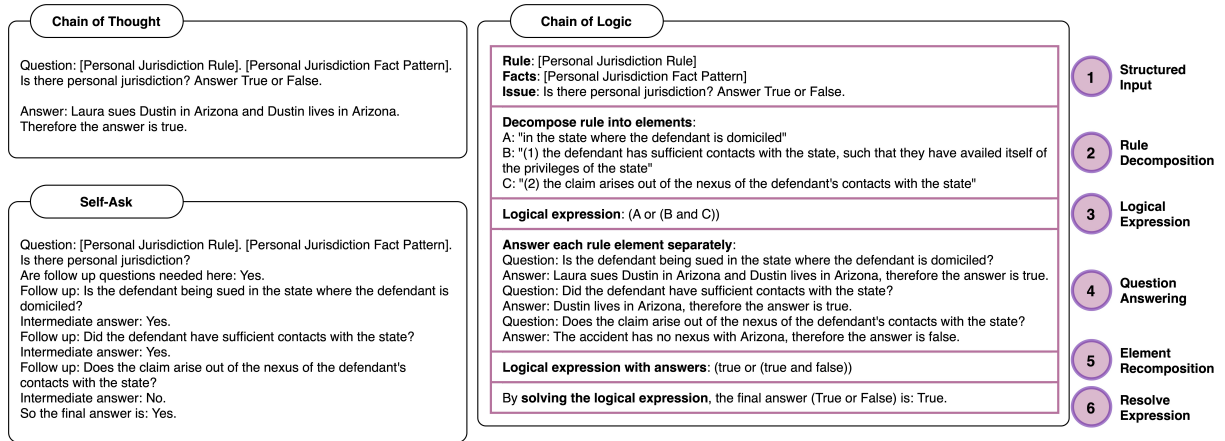 Chain of Thought
Question: [Personal Jurisdiction Rule]. [Personal Jurisdiction Fact Pattern].
Is there personal jurisdiction? Answer True or False.
Answer: Laura sues Dustin in Arizona and Dustin lives in Arizona.
Therefore the answer is true.
Self-Ask
Question: [Personal Jurisdiction Rule]. [Personal Jurisdiction Fact Pattern].
Is there personal jurisdiction?
Are follow up questions needed here: Yes.
Follow up: Is the defendant being sued in the state where the defendant is
domiciled?
Intermediate answer: Yes.
Follow up: Did the defendant have sufficient contacts with the state?
Intermediate answer: Yes.
Follow up: Does the claim arise out of the nexus of the defendant's
contacts with the state?
Intermediate answer: No.
So the final answer is: Yes.
Chain of Logic
Rule: [Personal Jurisdiction Rule]
Facts: [Personal Jurisdiction Fact Pattern]
Issue: Is there personal jurisdiction? Answer True or False.
1
Structured
Input
Decompose rule into elements:
A: "in the state where the defendant is domiciled"
B: "(1) the defendant has sufficient contacts with the state, such that they have availed itself of
the privileges of the state"
C: "(2) the claim arises out of the nexus of the defendant's contacts with the state"
2
Rule
Decomposition
Logical expression: (A or (B and C))
3
Logical
Expression
Answer each rule element separately:
Question: Is the defendant being sued in the state where the defendant is domiciled?
Answer: Laura sues Dustin in Arizona and Dustin lives in Arizona, therefore the answer is true.
Question: Did the defendant have sufficient contacts with the state?
Answer: Dustin lives in Arizona, therefore the answer is true.
Question: Does the claim arise out of the nexus of the defendant's contacts with the state?
Answer: The accident has no nexus with Arizona, therefore the answer is false.
4
Question
Answering
Logical expression with answers: (true or (true and false))
5
Element
Recomposition
By solving the logical expression, the final answer (True or False) is: True.
6
Resolve
Expression